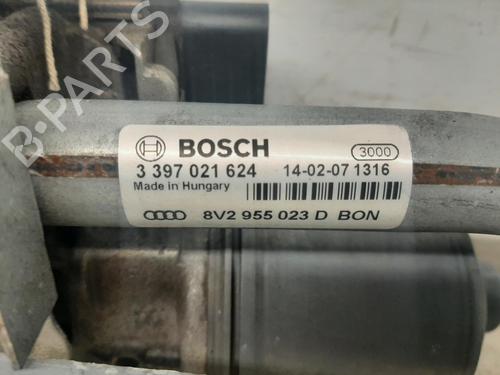 B-Parts
BOSCH
3000
3 397 021 624 14-02-07 1316
Made in Hungary
8V2 955 023 D BON